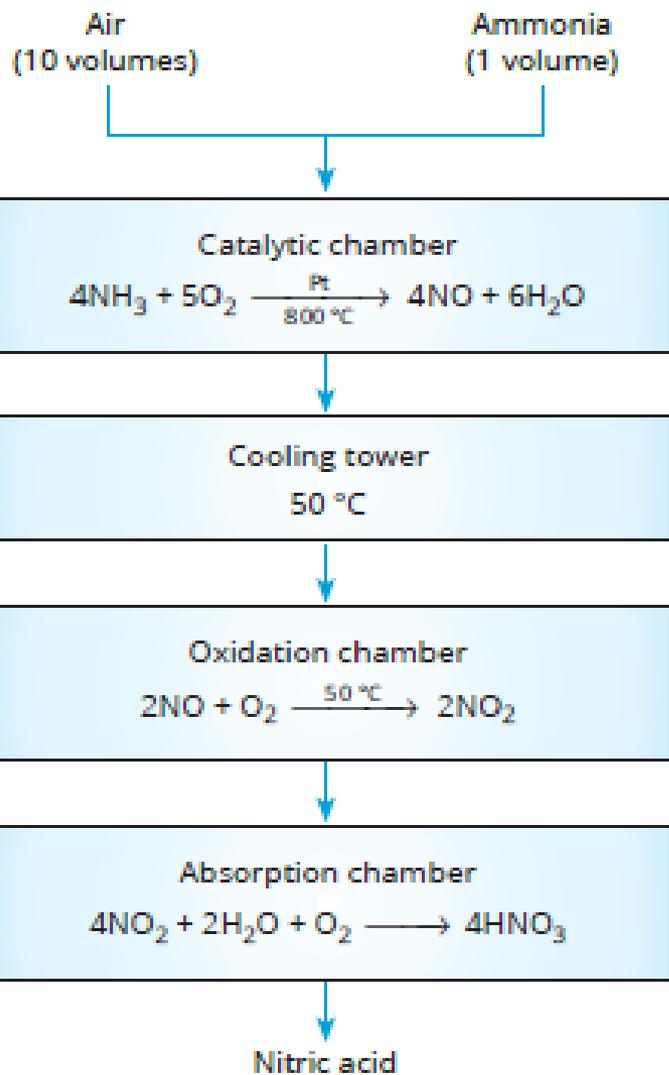 Air
(10 volumes)
Ammonia
(1 volume)
Catalytic chamber
4NH₃ + 5O₂ Pt 800 °C ⟶ 4NO + 6H₂O
Cooling tower
50 °C
Oxidation chamber
2NO + O₂ 50 °C ⟶ 2NO₂
Absorption chamber
4NO₂ + 2H₂O + O₂ ⟶ 4HNO₃
Nitric acid